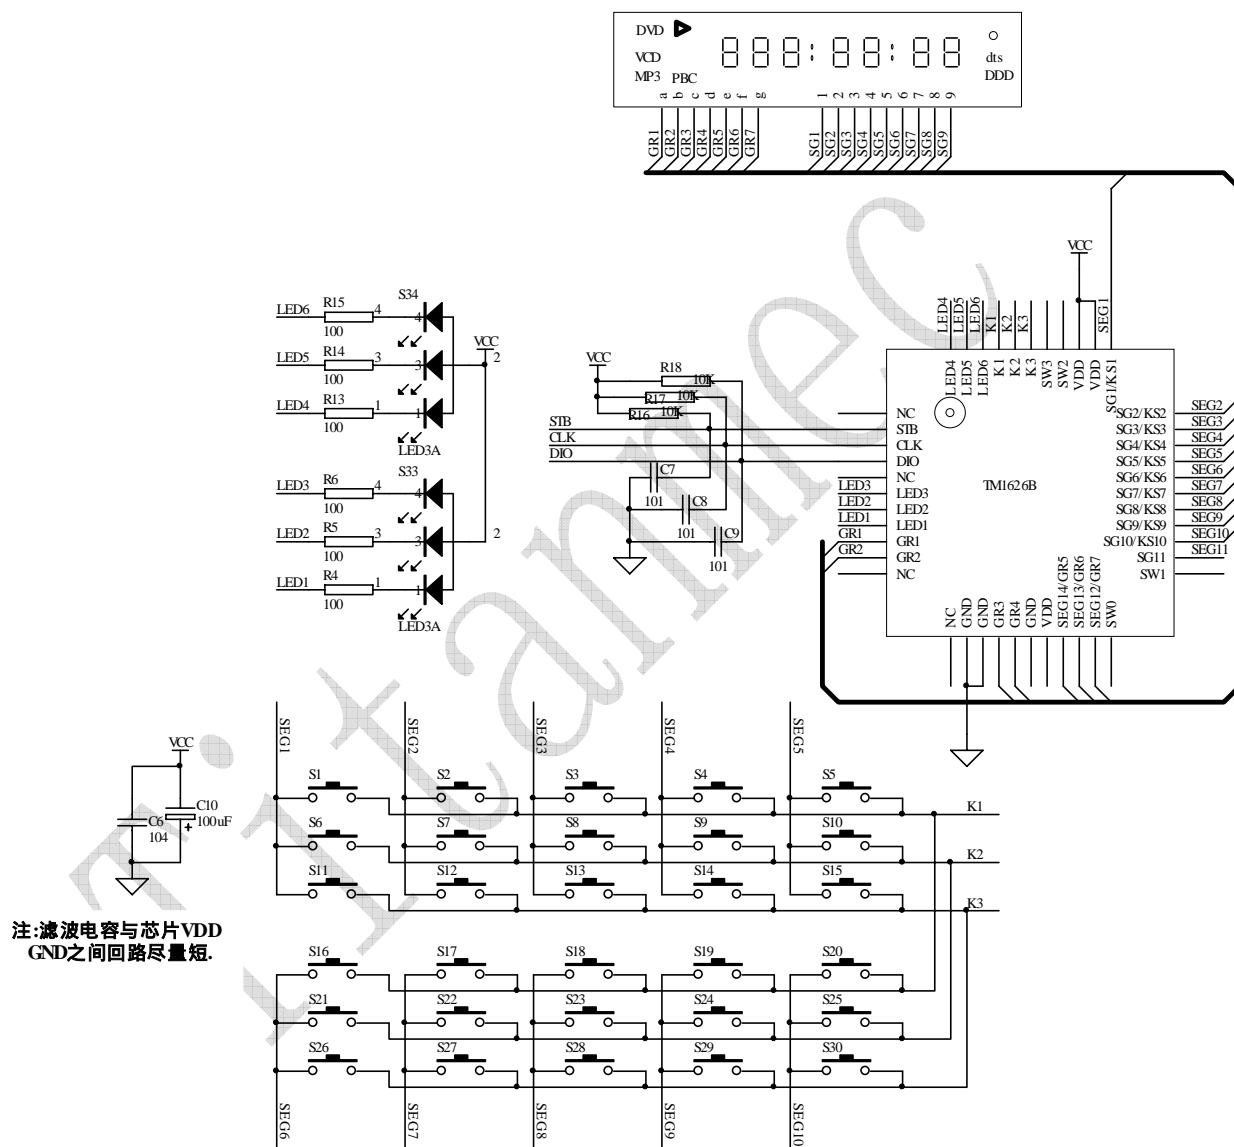 DVD
VCD
MP3 PBC
dts
DDD
a b c d e f g
1 2 3 4 5 6 7 8 9
GR1 GR2 GR3 GR4 GR5 GR6 GR7
SG1 SG2 SG3 SG4 SG5 SG6 SG7 SG8 SG9
LED6 R15 100 4 4 S34
LED5 R14 100 3 3 VCC 2
LED4 R13 100 1 1
LED3A
LED3 R6 100 4 4 S33
LED2 R5 100 3 3 2
LED1 R4 100 1 1
LED3A
VCC
R18 10K
R17 10K
R16 10K
STB
CLK
DIO
C7 101
C8 101
C9 101
VCC
LED4 LED5 LED6 K1 K2 K3 SEG1
LED4 LED5 LED6 K1 K2 K3 SW3 SW2 VDD VDD SG1/KS1
NC
STB
CLK
DIO
NC
LED3 LED3
LED2 LED2
LED1 LED1
GR1 GR1
GR2 GR2
NC
TM1626B
SG2/KS2 SEG2
SG3/KS3 SEG3
SG4/KS4 SEG4
SG5/KS5 SEG5
SG6/KS6 SEG6
SG7/KS7 SEG7
SG8/KS8 SEG8
SG9/KS9 SEG9
SG10/KS10 SEG10
SG11 SEG11
SW1
NC GND GND GR3 GR4 GND VDD SEG14/GR5 SEG13/GR6 SEG12/GR7 SW0
VCC
C6 104
C10 100uF
+
注:滤波电容与芯片VDD
GND之间回路尽量短.
SEG1 SEG2 SEG3 SEG4 SEG5
S1 S2 S3 S4 S5
K1
S6 S7 S8 S9 S10
K2
S11 S12 S13 S14 S15
K3
S16 S17 S18 S19 S20
S21 S22 S23 S24 S25
S26 S27 S28 S29 S30
SEG6 SEG7 SEG8 SEG9 SEG10
Titanmec